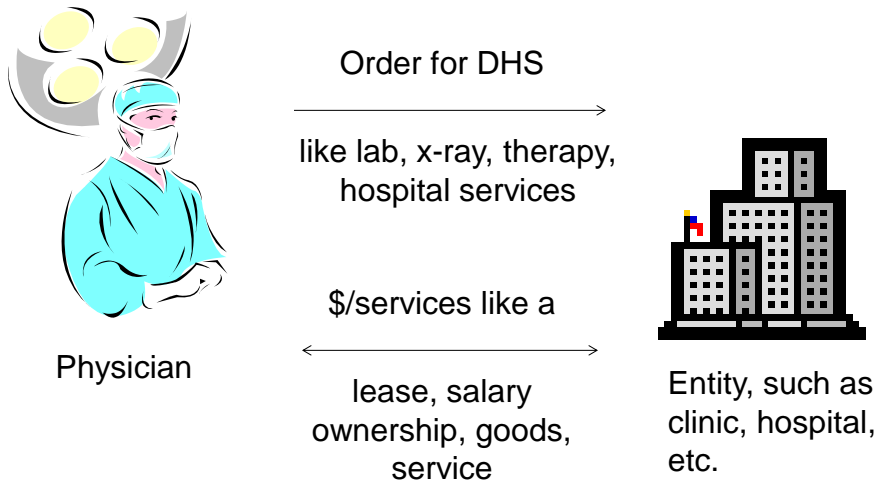 Order for DHS
like lab, x-ray, therapy,
hospital services
$/services like a
lease, salary
ownership, goods,
service
Physician
Entity, such as
clinic, hospital,
etc.